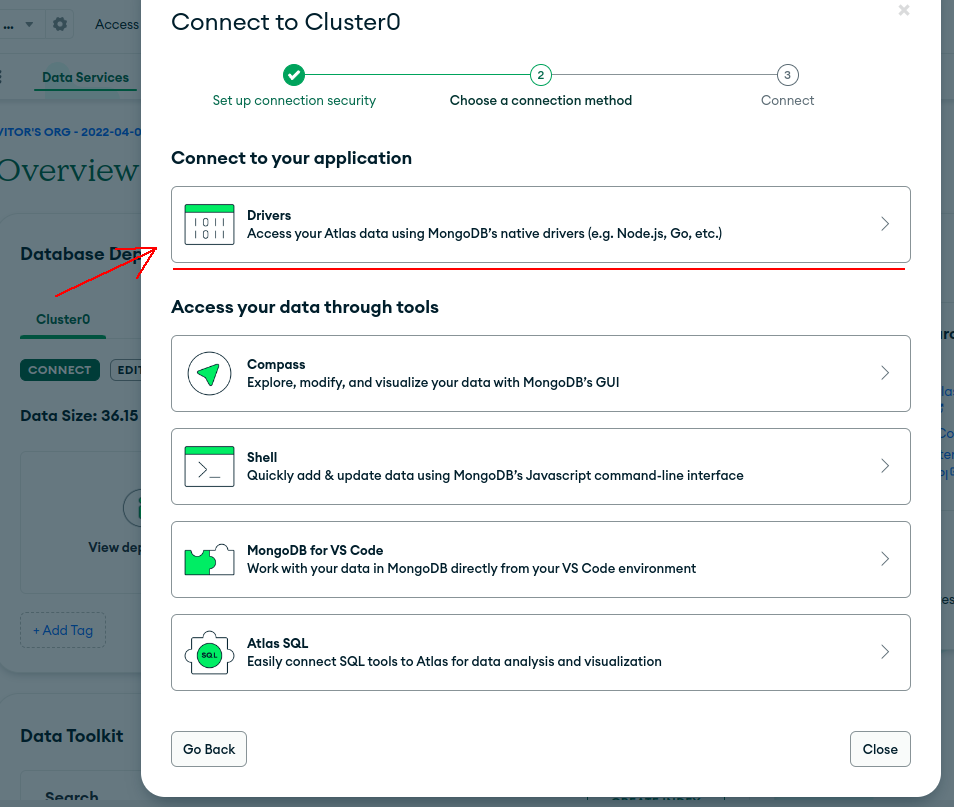 Connect to Cluster0
...
Access
Data Services
2
3
Set up connection security
Choose a connection method
Connect
VITOR'S ORG - 2022-04-0
Overview
Connect to your application
Drivers
Access your Atlas data using MongoDB's native drivers (e.g. Node.js, Go, etc.)
Database Dep
Access your data through tools
Cluster0
Compass
Explore, modify, and visualize your data with MongoDB's GUI
CONNECT
EDIT
Data Size: 36.15
Shell
Quickly add & update data using MongoDB's Javascript command-line interface
View dep
MongoDB for VS Code
Work with your data in MongoDB directly from your VS Code environment
+ Add Tag
SQL
Atlas SQL
Easily connect SQL tools to Atlas for data analysis and visualization
Data Toolkit
Go Back
Close
Search